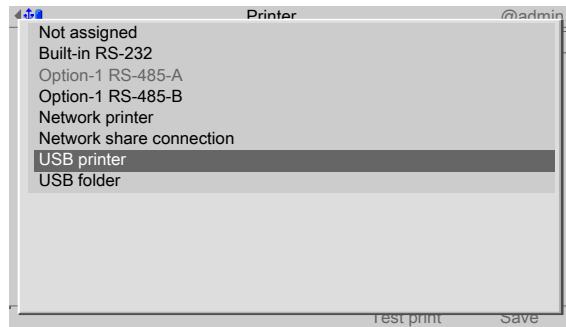 Printer @admin
Not assigned
Built-in RS-232
Option-1 RS-485-A
Option-1 RS-485-B
Network printer
Network share connection
USB printer
USB folder
Test print Save